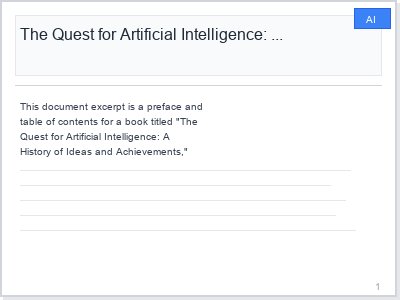 AI
The Quest for Artificial Intelligence: ...
This document excerpt is a preface and
table of contents for a book titled "The
Quest for Artificial Intelligence: A
History of Ideas and Achievements,"
1